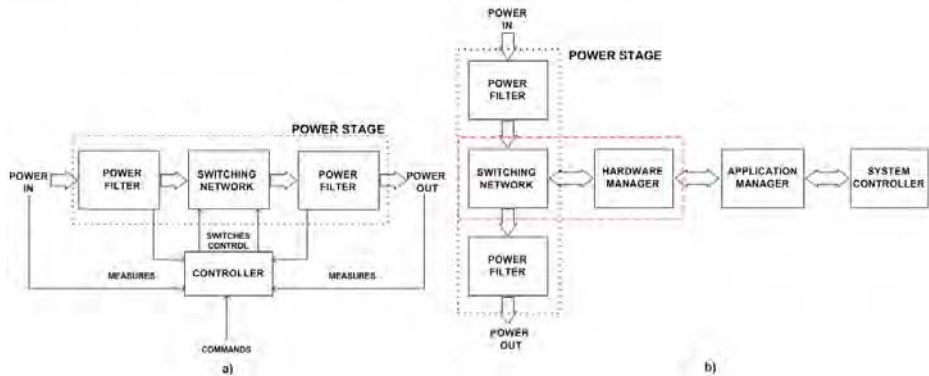 POWER STAGE
POWER
IN
POWER
FILTER
SWITCHING
NETWORK
POWER
FILTER
POWER
OUT
SWITCHES
CONTROL
CONTROLLER
MEASURES
MEASURES
COMMANDS
a)
POWER
IN
POWER STAGE
POWER
FILTER
SWITCHING
NETWORK
HARDWARE
MANAGER
APPLICATION
MANAGER
SYSTEM
CONTROLLER
POWER
FILTER
POWER
OUT
b)